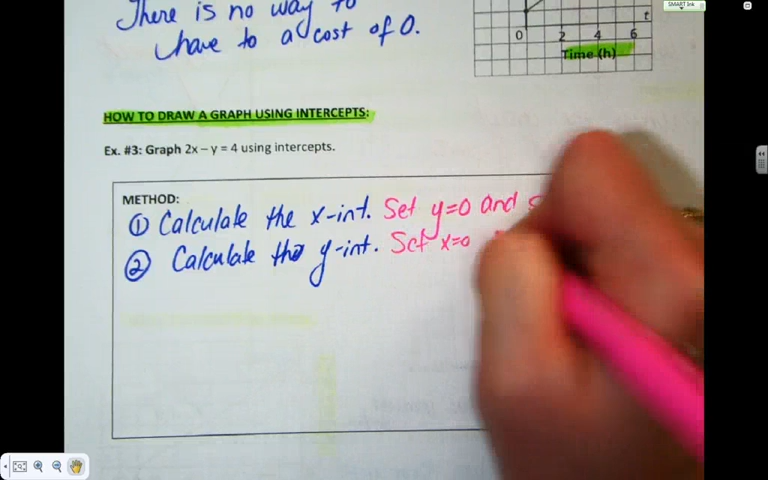 SMART Ink
There is no way to
have to a cost of 0.
t
0 2 4 6
Time (h)
HOW TO DRAW A GRAPH USING INTERCEPTS:
Ex. #3: Graph 2x – y = 4 using intercepts.
METHOD:
① Calculate the x-int. Set y=0 and
② Calculate the y-int. Set x=0